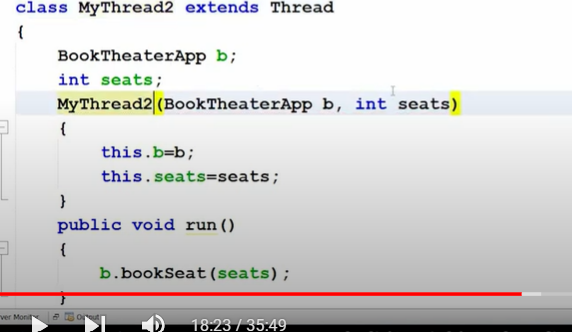 class MyThread2 extends Thread
{
BookTheaterApp b;
int seats;
MyThread2(BookTheaterApp b, int seats)
{
this.b=b;
this.seats=seats;
}
public void run()
{
b.bookSeat(seats);
}
18:23 / 35:49